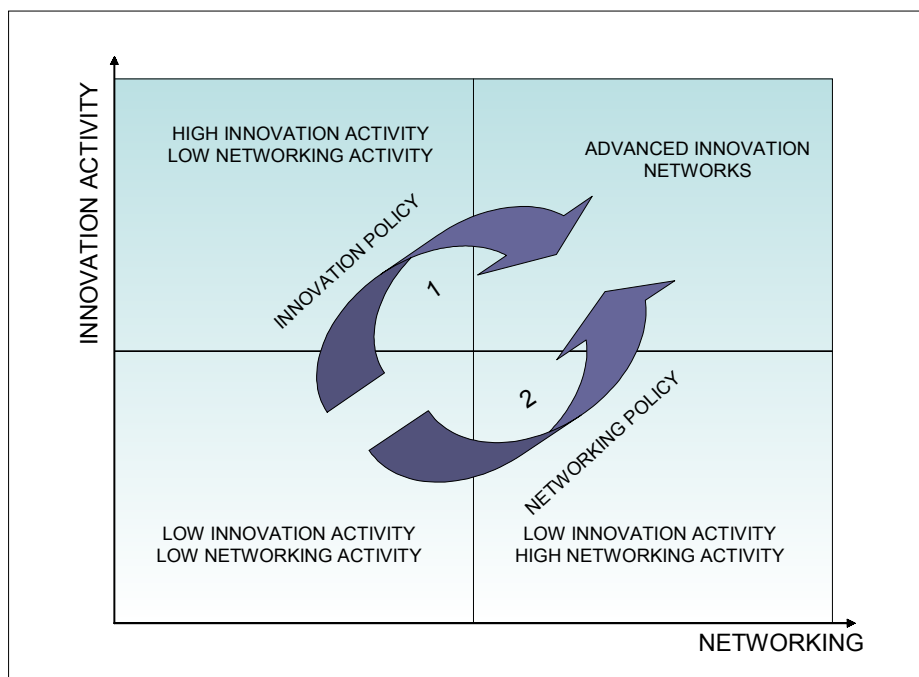 INNOVATION ACTIVITY
HIGH INNOVATION ACTIVITY
LOW NETWORKING ACTIVITY
ADVANCED INNOVATION
NETWORKS
INNOVATION POLICY
1
2
NETWORKING POLICY
LOW INNOVATION ACTIVITY
LOW NETWORKING ACTIVITY
LOW INNOVATION ACTIVITY
HIGH NETWORKING ACTIVITY
NETWORKING